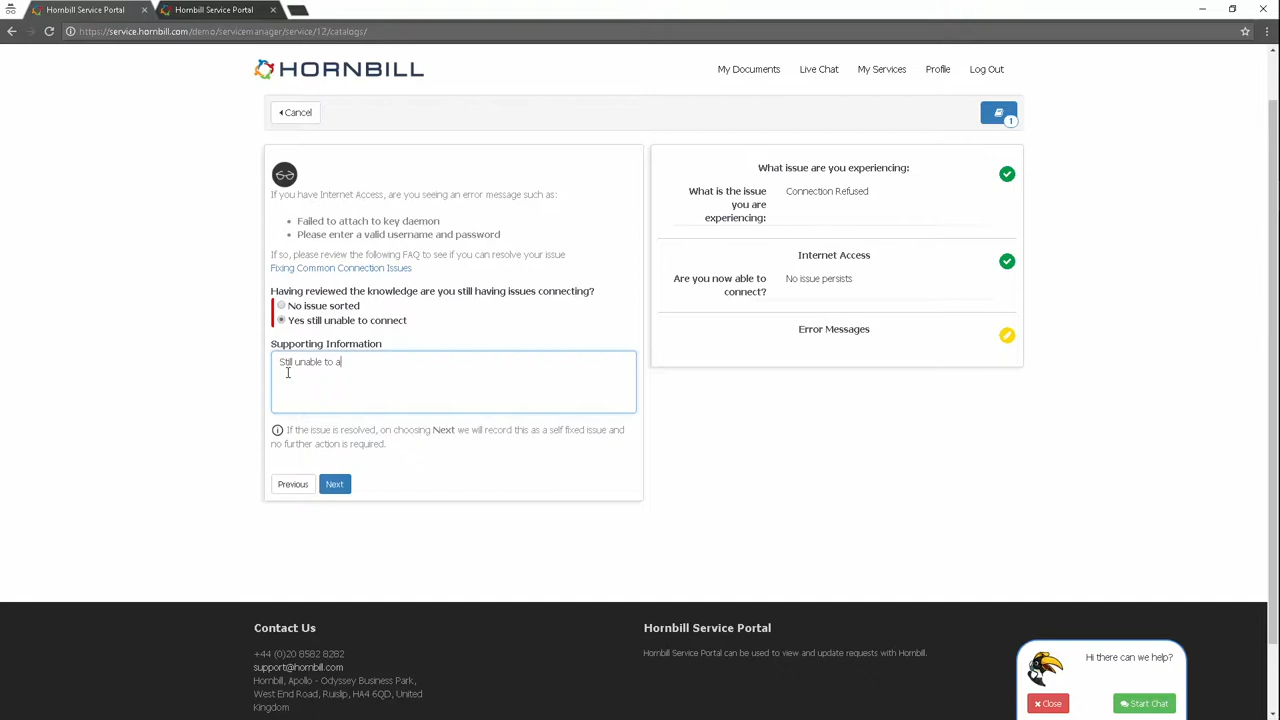 Hornbill Service Portal
Hornbill Service Portal
https://service.hornbill.com/demo/servicemanager/service/12/catalogs/
HORNBILL
My Documents
Live Chat
My Services
Profile
Log Out
Cancel
1
If you have Internet Access, are you seeing an error message such as:
Failed to attach to key daemon
Please enter a valid username and password
If so, please review the following FAQ to see if you can resolve your issue
Fixing Common Connection Issues
Having reviewed the knowledge are you still having issues connecting?
No issue sorted
Yes still unable to connect
Supporting Information
Still unable to a
If the issue is resolved, on choosing Next we will record this as a self fixed issue and
no further action is required.
Previous
Next
What issue are you experiencing:
What is the issue
you are
experiencing:
Connection Refused
Internet Access
Are you now able to
connect?
No issue persists
Error Messages
Contact Us
+44 (0)20 8582 8282
support@hornbill.com
Hornbill, Apollo - Odyssey Business Park,
West End Road, Ruislip, HA4 6QD, United
Kingdom
Hornbill Service Portal
Hornbill Service Portal can be used to view and update requests with Hornbill.
Hi there can we help?
Close
Start Chat